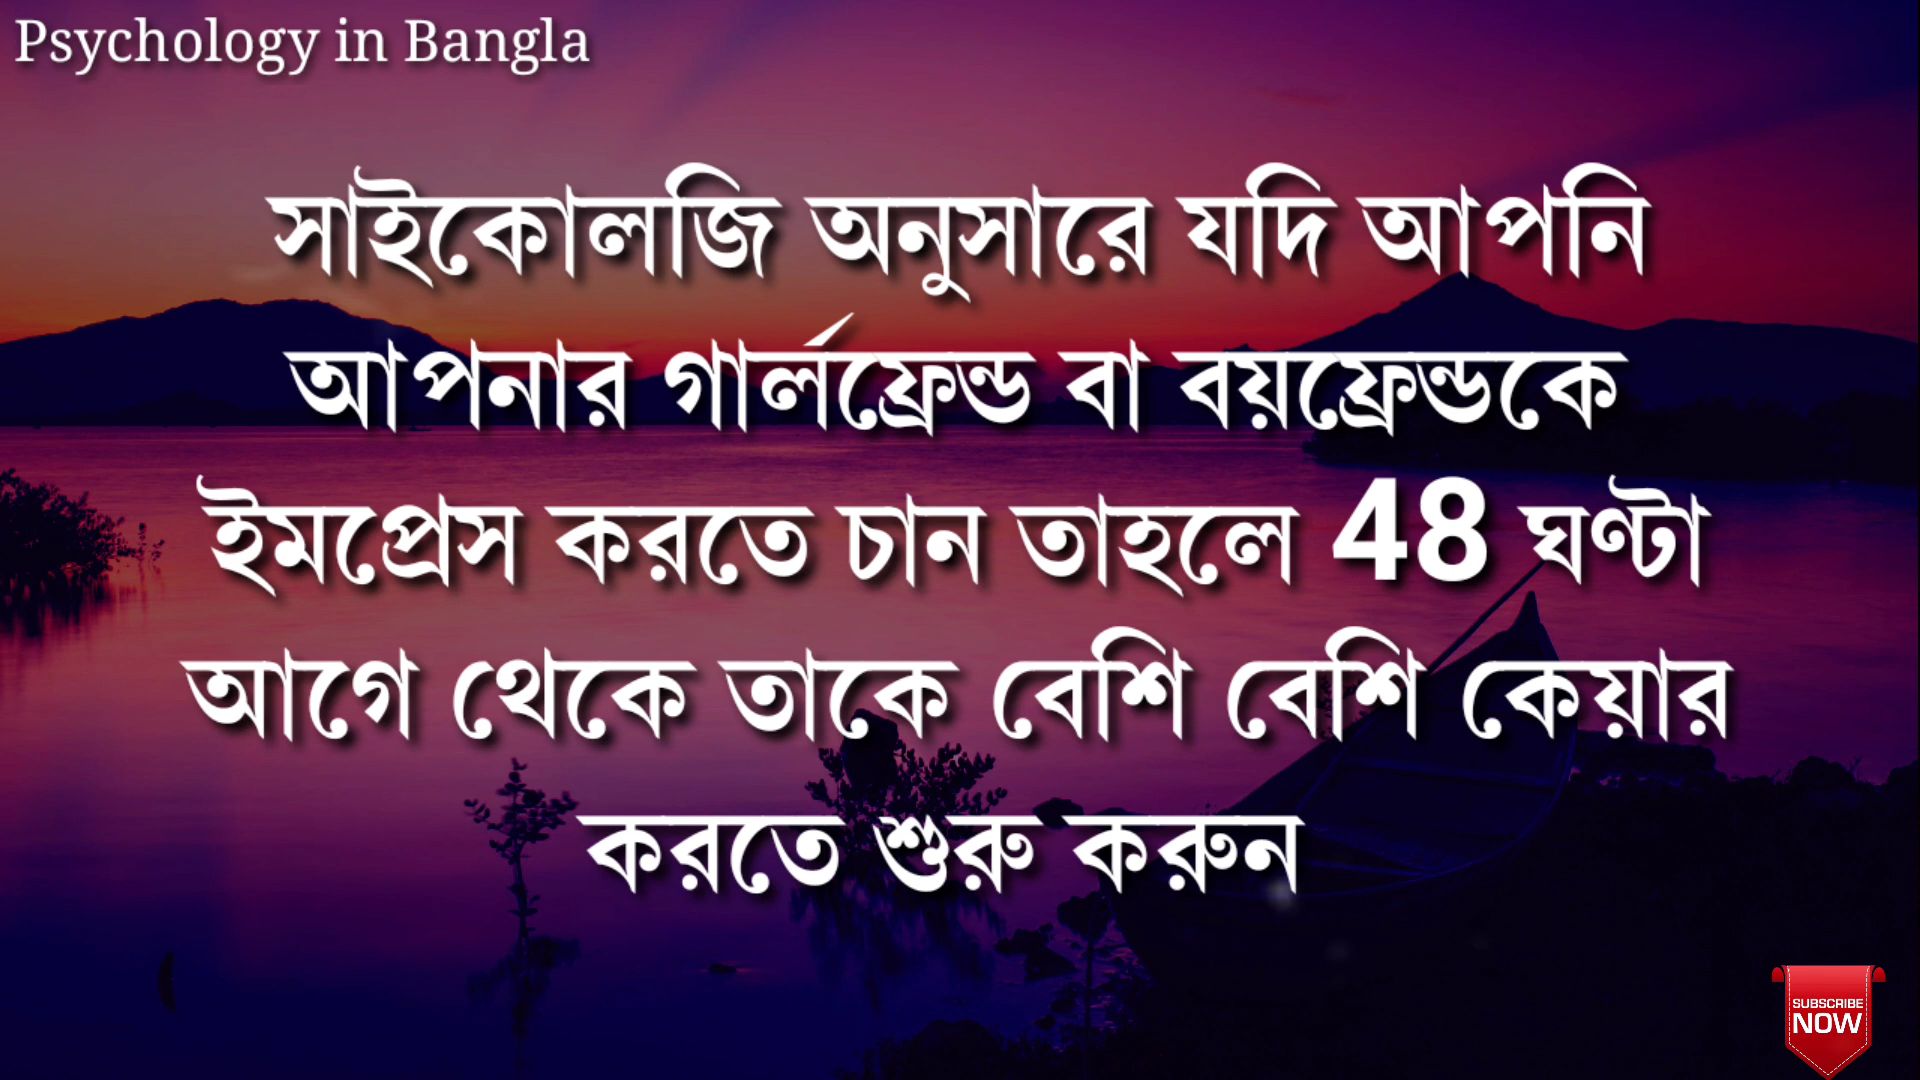 Psychology in Bangla
সাইকোলজি অনুসারে যদি আপনি
আপনার গার্লফ্রেন্ড বা বয়ফ্রেন্ডকে
ইমপ্রেস করতে চান তাহলে 48 ঘণ্টা
আগে থেকে তাকে বেশি বেশি কেয়ার
করতে শুরু করুন
SUBSCRIBE
NOW